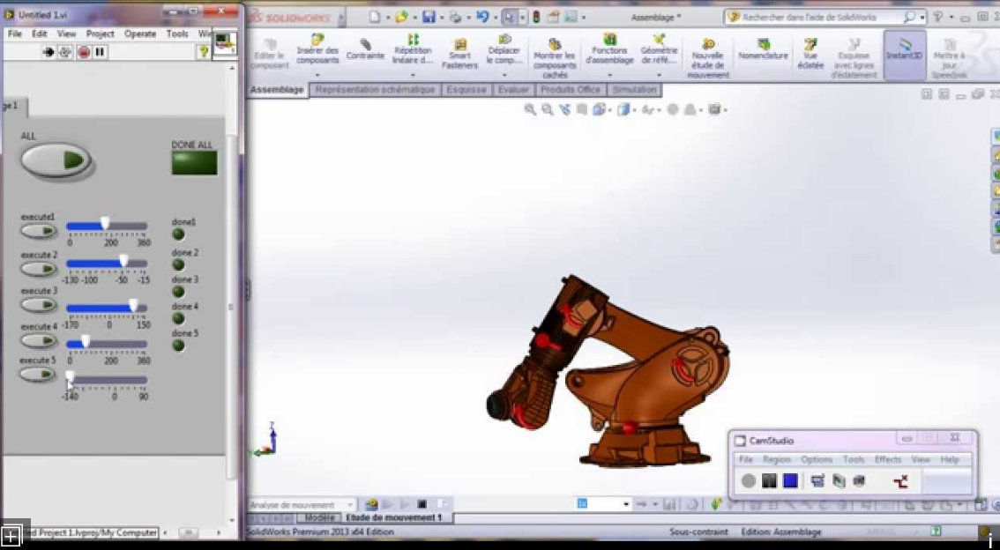 Untitled 1.vi
File Edit View Project Operate Tools
ALL
DONE ALL
execute1
0 200 360
done1
execute 2
-130 -100 -50 -15
done 2
execute 3
-170 0 150
done 3
execute 4
0 200 360
done 4
execute 5
-140 0 90
done 5
Project 1.lvproj/My Computer
SOLIDWORKS
Assemblage *
Rechercher dans l'aide de SolidWorks
Editer le composant
Insérer des composants
Contrainte
Répétition linéaire d...
Smart Fasteners
Déplacer le comp...
Montrer les composants cachés
Fonctions d'assemblage
Géométrie de réfé...
Nouvelle étude de mouvement
Nomenclature
Vue éclatée
Esquisse avec lignes d'éclatement
Instant3D
Mettre à jour Speedpak
Assemblage Représentation schématique Esquisse Evaluer Produits Office Simulation
Z
CamStudio
File Region Options Tools Effects View Help
Analyse de mouvement
1x
Modèle Etude de mouvement 1
SolidWorks Premium 2013 x64 Edition
Sous-contraint
Edition: Assemblage